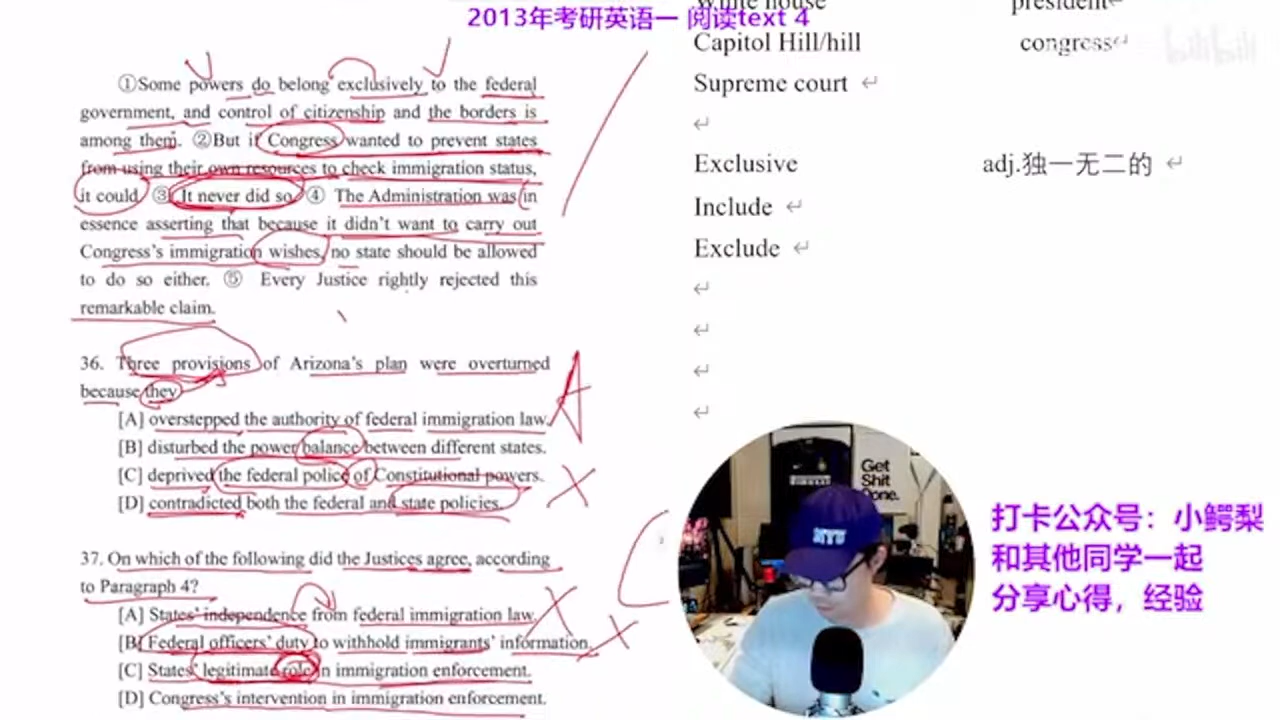 2013年考研英语一 阅读text 4
①Some powers do belong exclusively to the federal
government, and control of citizenship and the borders is
among them. ②But if Congress wanted to prevent states
from using their own resources to check immigration status,
it could. ③ It never did so. ④ The Administration was in
essence asserting that because it didn't want to carry out
Congress's immigration wishes, no state should be allowed
to do so either. ⑤ Every Justice rightly rejected this
remarkable claim.
36. Three provisions of Arizona's plan were overturned
because they
[A] overstepped the authority of federal immigration law.
[B] disturbed the power balance between different states.
[C] deprived the federal police of Constitutional powers.
[D] contradicted both the federal and state policies.
37. On which of the following did the Justices agree, according
to Paragraph 4?
[A] States' independence from federal immigration law.
[B] Federal officers' duty to withhold immigrants' information.
[C] States' legitimate role in immigration enforcement.
[D] Congress's intervention in immigration enforcement.
A
White house president
Capitol Hill/hill congress
Supreme court
Exclusive adj.独一无二的
Include
Exclude
bilibili
Get
Shit
Done.
NYU
打卡公众号：小鳄梨
和其他同学一起
分享心得，经验